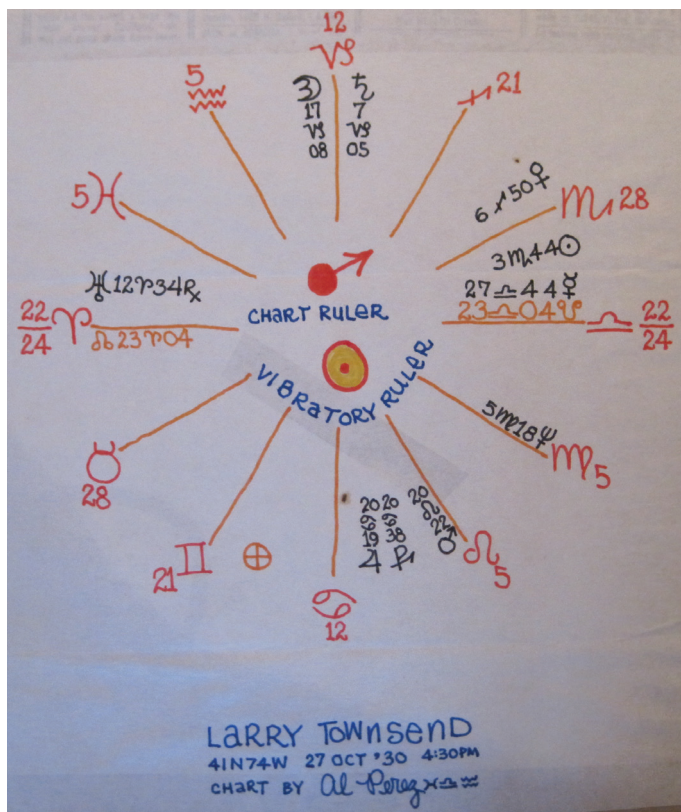 12
♑
5
♒
☽ 17 ♑ 08
♄ 7 ♑ 05
♐ 21
5 ♓
6 ♐ 50 ♀
♏ 28
3 ♏ 44 ☉
♅ 12 ♈ 34 ℞
27 ♎ 44 ☿
22/24 ♈
☊ 23 ♈ 04
CHART RULER
23 ♎ 04 ☋
♎ 22/24
VIBRATORY RULER
5 ♍ 18 ♆
♍ 5
♉
28
20 ♋ 19 ♃
20 ♋ 38 ♇
♌ 5
21 ♊
⊕
♋
12
LARRY TOWNSEND
41N74W 27 OCT '30 4:30PM
CHART BY Al Perez ♓ ♎ ♒